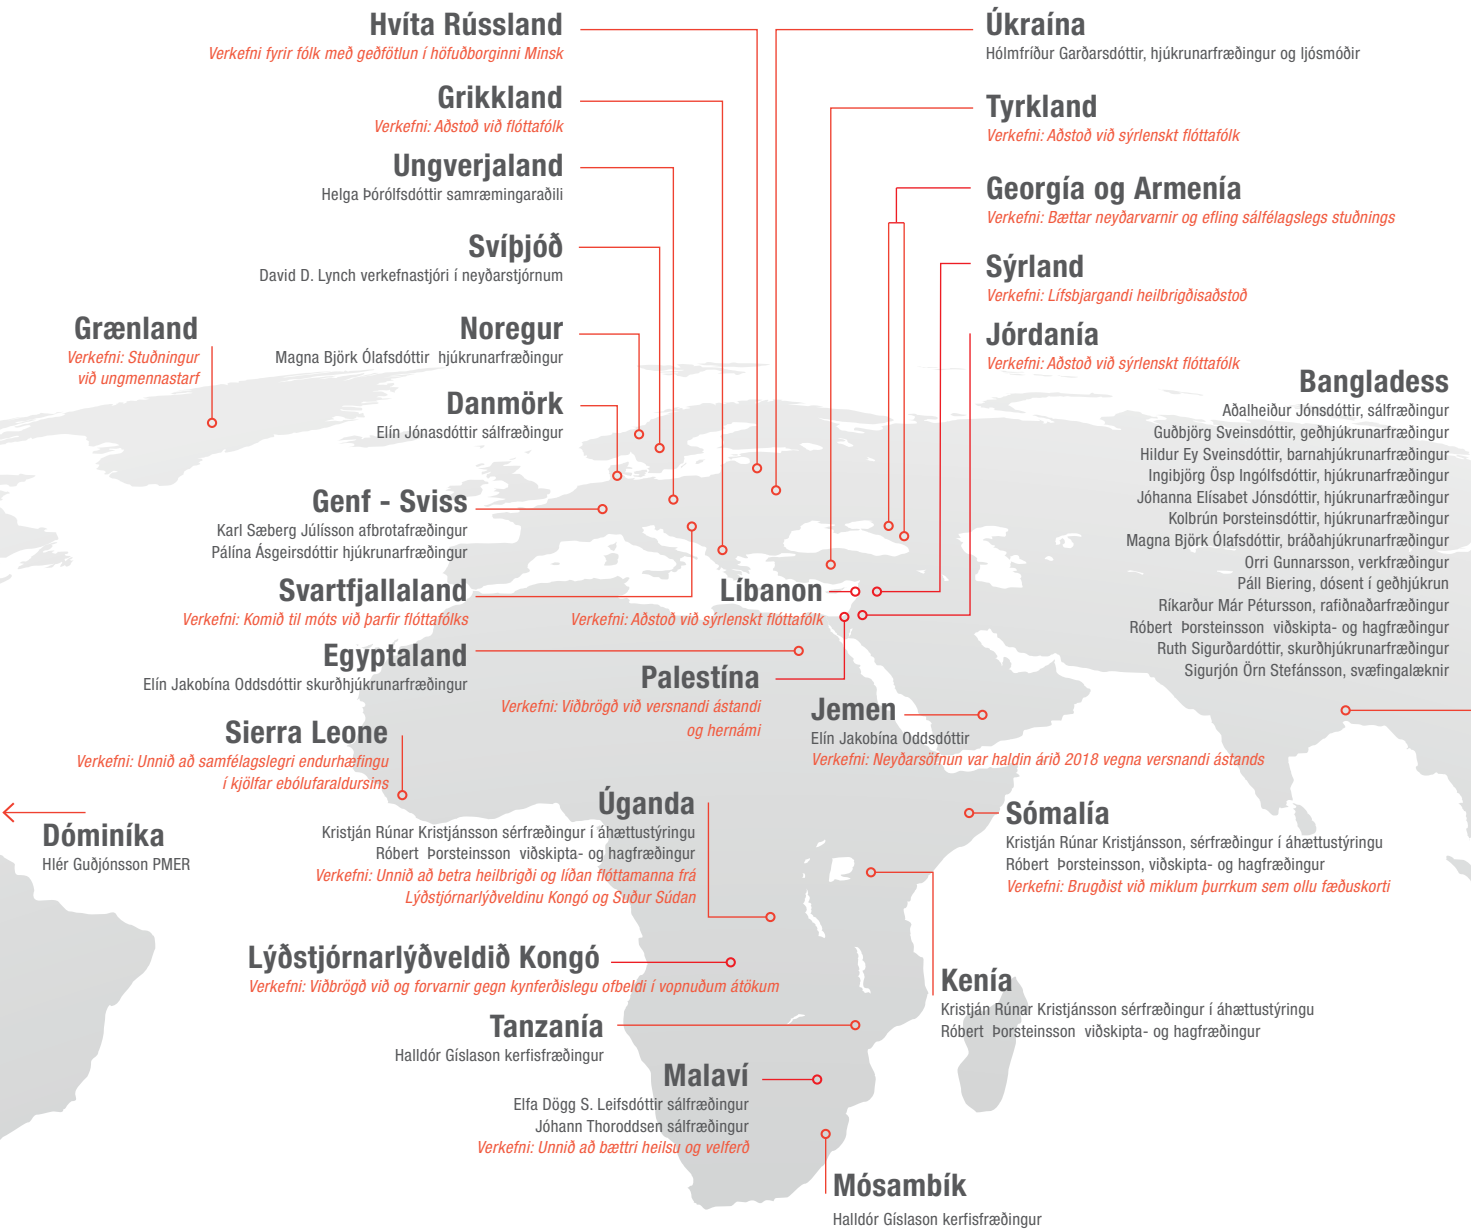 Hvíta Rússland
Verkefni fyrir fólk með geðfötlun í höfuðborginni Minsk
Grikkland
Verkefni: Aðstoð við flóttafólk
Ungverjaland
Helga Þórólfsdóttir samræmingaraðili
Svíþjóð
David D. Lynch verkefnastjóri í neyðarstjórnum
Noregur
Magna Björk Ólafsdóttir hjúkrunarfræðingur
Danmörk
Elín Jónasdóttir sálfræðingur
Grænland
Verkefni: Stuðningur
við ungmennastarf
Genf - Sviss
Karl Sæberg Júlísson afbrotafræðingur
Pálína Ásgeirsdóttir hjúkrunarfræðingur
Svartfjallaland
Verkefni: Komið til móts við þarfir flóttafólks
Egyptaland
Elín Jakobína Oddsdóttir skurðhjúkrunarfræðingur
Sierra Leone
Verkefni: Unnið að samfélagslegri endurhæfingu
í kjölfar ebólufaraldursins
Dóminíka
Hlér Guðjónsson PMER
Úkraína
Hólmfríður Garðarsdóttir, hjúkrunarfræðingur og ljósmóðir
Tyrkland
Verkefni: Aðstoð við sýrlenskt flóttafólk
Georgía og Armenía
Verkefni: Bættar neyðarvarnir og efling sálfélagslegs stuðnings
Sýrland
Verkefni: Lífsbjargandi heilbrigðisaðstoð
Jórdanía
Verkefni: Aðstoð við sýrlenskt flóttafólk
Bangladess
Aðalheiður Jónsdóttir, sálfræðingur
Guðbjörg Sveinsdóttir, geðhjúkrunarfræðingur
Hildur Ey Sveinsdóttir, barnahjúkrunarfræðingur
Ingibjörg Ösp Ingólfsdóttir, hjúkrunarfræðingur
Jóhanna Elísabet Jónsdóttir, hjúkrunarfræðingur
Kolbrún Þorsteinsdóttir, hjúkrunarfræðingur
Magna Björk Ólafsdóttir, bráðahjúkrunarfræðingur
Orri Gunnarsson, verkfræðingur
Páll Biering, dósent í geðhjúkrun
Ríkarður Már Pétursson, rafiðnaðarfræðingur
Róbert Þorsteinsson viðskipta- og hagfræðingur
Ruth Sigurðardóttir, skurðhjúkrunarfræðingur
Sigurjón Örn Stefánsson, svæfingalæknir
Líbanon
Verkefni: Aðstoð við sýrlenskt flóttafólk
Palestína
Verkefni: Viðbrögð við versnandi ástandi
og hernámi
Jemen
Elín Jakobína Oddsdóttir
Verkefni: Neyðarsöfnun var haldin árið 2018 vegna versnandi ástands
Úganda
Kristján Rúnar Kristjánsson sérfræðingur í áhættustýringu
Róbert Þorsteinsson viðskipta- og hagfræðingur
Verkefni: Unnið að betra heilbrigði og líðan flóttamanna frá
Lýðstjórnarlýðveldinu Kongó og Suður Súdan
Sómalía
Kristján Rúnar Kristjánsson, sérfræðingur í áhættustýringu
Róbert Þorsteinsson, viðskipta- og hagfræðingur
Verkefni: Brugðist við miklum þurrkum sem ollu fæðuskorti
Lýðstjórnarlýðveldið Kongó
Verkefni: Viðbrögð við og forvarnir gegn kynferðislegu ofbeldi í vopnuðum átökum
Kenía
Kristján Rúnar Kristjánsson sérfræðingur í áhættustýringu
Róbert Þorsteinsson viðskipta- og hagfræðingur
Tanzanía
Halldór Gíslason kerfisfræðingur
Malaví
Elfa Dögg S. Leifsdóttir sálfræðingur
Jóhann Thoroddsen sálfræðingur
Verkefni: Unnið að bættri heilsu og velferð
Mósambík
Halldór Gíslason kerfisfræðingur